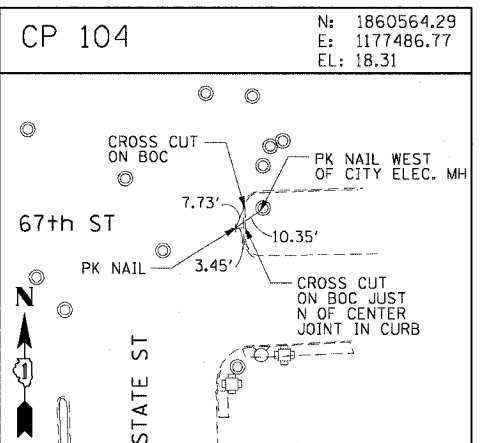 CP 104
N: 1860564.29
E: 1177486.77
EL: 18.31
CROSS CUT
ON BOC
PK NAIL WEST
OF CITY ELEC. MH
7.73'
67th ST
10.35'
PK NAIL
3.45'
CROSS CUT
ON BOC JUST
N OF CENTER
JOINT IN CURB
N
1
STATE ST